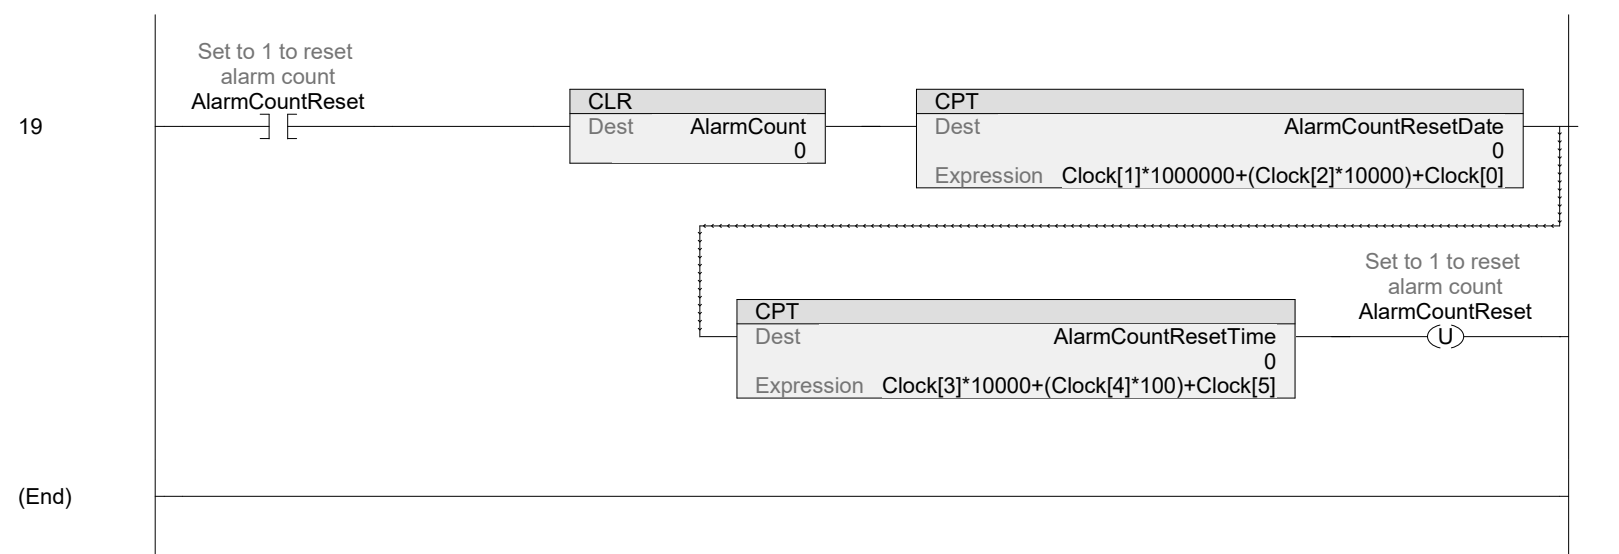 Set to 1 to reset
alarm count
AlarmCountReset
19
CLR
Dest AlarmCount
0
CPT
Dest AlarmCountResetDate
0
Expression Clock[1]*1000000+(Clock[2]*10000)+Clock[0]
CPT
Dest AlarmCountResetTime
0
Expression Clock[3]*10000+(Clock[4]*100)+Clock[5]
Set to 1 to reset
alarm count
AlarmCountReset
U
(End)